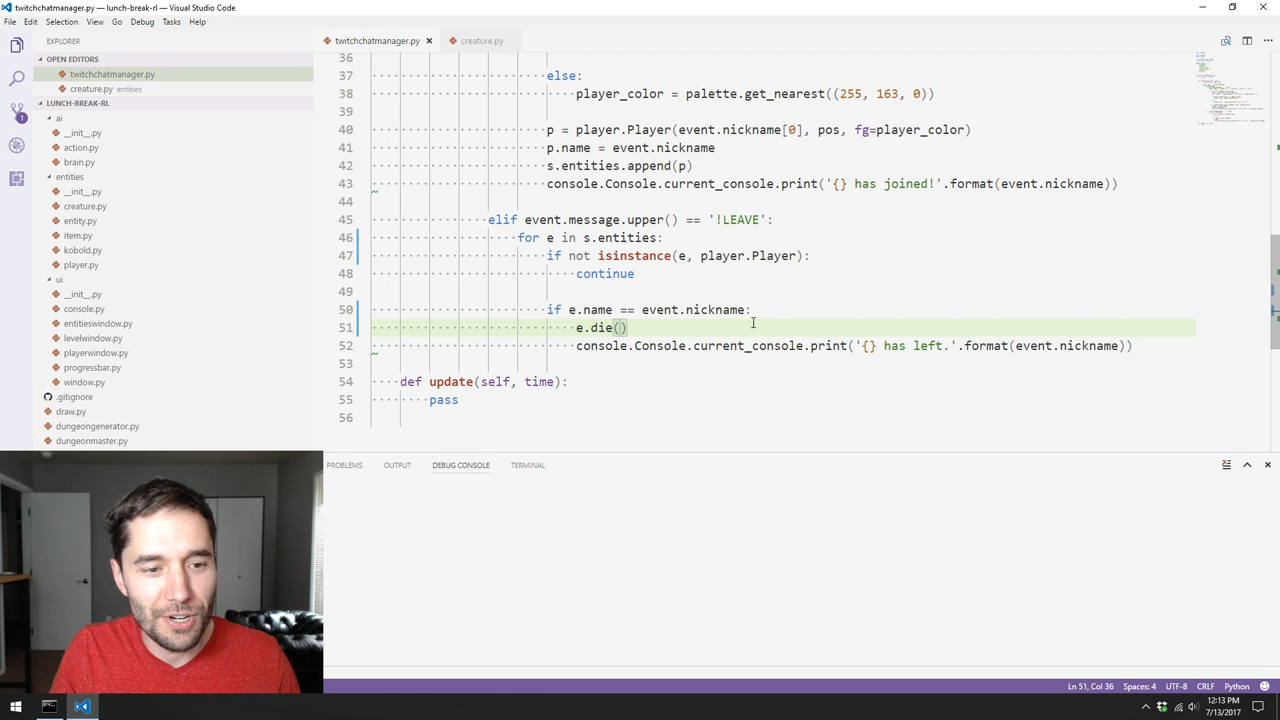 twitchchatmanager.py — lunch-break-rl — Visual Studio Code
File Edit Selection View Go Debug Tasks Help
EXPLORER
OPEN EDITORS
twitchchatmanager.py
creature.py entities
LUNCH-BREAK-RL
ai
__init__.py
action.py
brain.py
entities
__init__.py
creature.py
entity.py
item.py
kobold.py
player.py
ui
__init__.py
console.py
entitieswindow.py
levelwindow.py
playerwindow.py
progressbar.py
window.py
.gitignore
draw.py
dungeongenerator.py
dungeonmaster.py
twitchchatmanager.py creature.py
36
37 else:
38 player_color = palette.get_nearest((255, 163, 0))
39
40 p = player.Player(event.nickname[0], pos, fg=player_color)
41 p.name = event.nickname
42 s.entities.append(p)
43 console.Console.current_console.print('{} has joined!'.format(event.nickname))
44
45 elif event.message.upper() == '!LEAVE':
46 for e in s.entities:
47 if not isinstance(e, player.Player):
48 continue
49
50 if e.name == event.nickname:
51 e.die()
52 console.Console.current_console.print('{} has left.'.format(event.nickname))
53
54 def update(self, time):
55 pass
56
PROBLEMS OUTPUT DEBUG CONSOLE TERMINAL
1
Ln 51, Col 36 Spaces: 4 UTF-8 CRLF Python
12:13 PM
7/13/2017